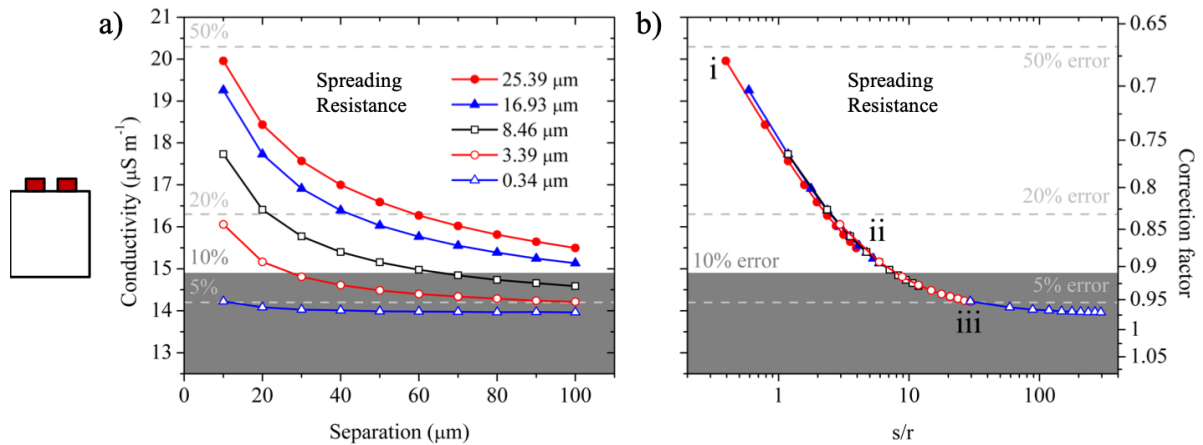 a)
Conductivity (μS m⁻¹)
21
20
19
18
17
16
15
14
13
50%
20%
10%
5%
Spreading
Resistance
25.39 μm
16.93 μm
8.46 μm
3.39 μm
0.34 μm
0
20
40
60
80
100
Separation (μm)
b)
i
ii
iii
Spreading
Resistance
50% error
20% error
10% error
5% error
0.65
0.7
0.75
0.8
0.85
0.9
0.95
1
1.05
Correction factor
1
10
100
s/r